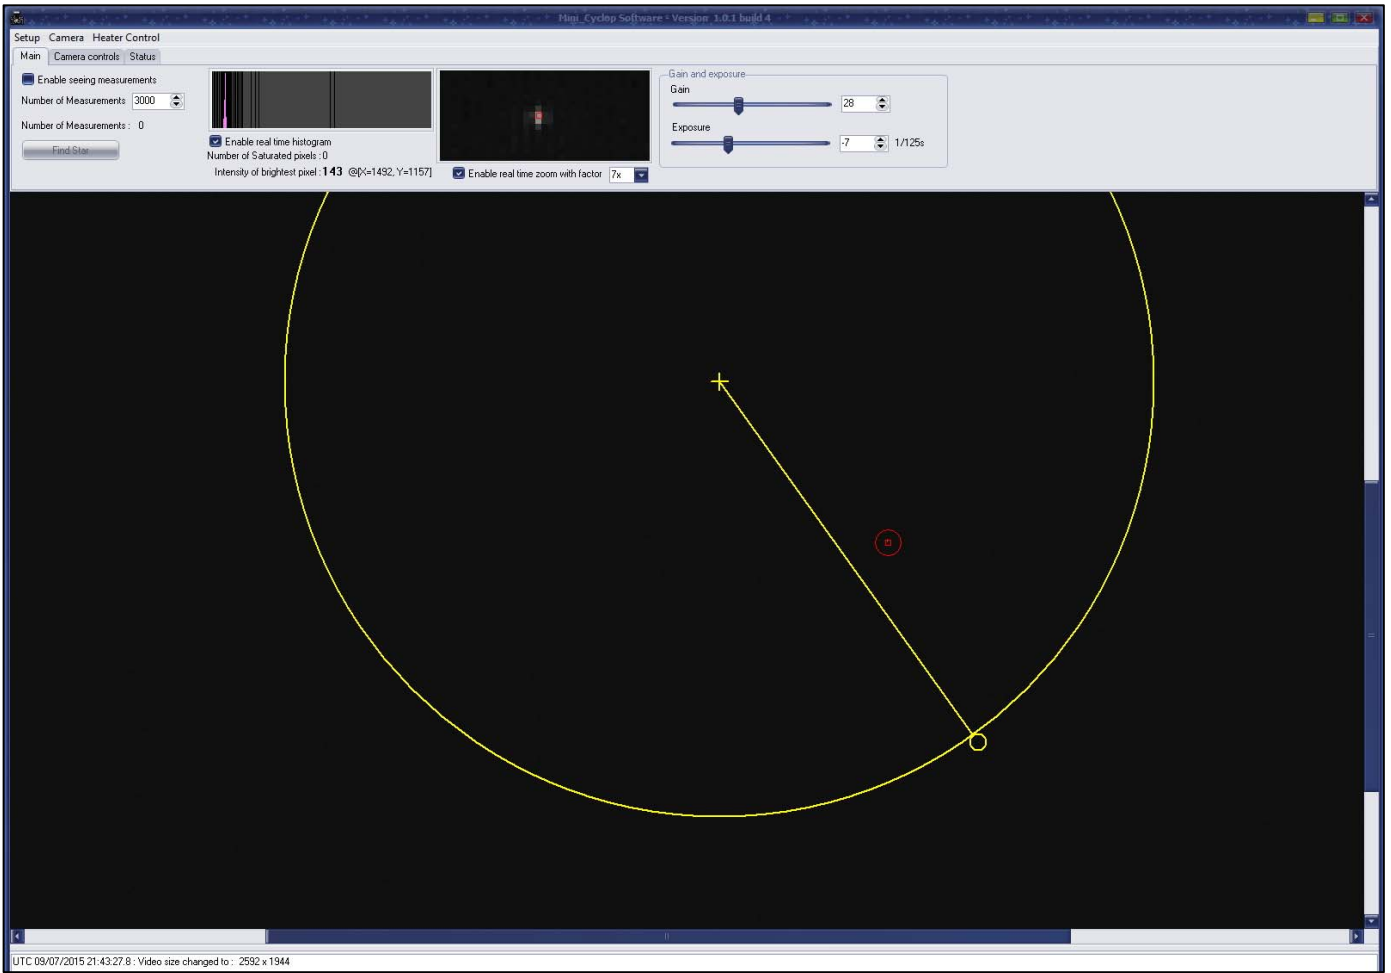 Mini_Cyclop Software - Version 1.0.1 build 4
Setup Camera Heater Control
Main Camera controls Status
Enable seeing measurements
Number of Measurements 3000
Number of Measurements : 0
Find Star
Enable real time histogram
Number of Saturated pixels : 0
Intensity of brightest pixel : 143 @[X=1492, Y=1157]
Enable real time zoom with factor 7x
Gain and exposure
Gain
28
Exposure
-7 1/125s
UTC 09/07/2015 21:43:27.8 : Video size changed to : 2592 x 1944